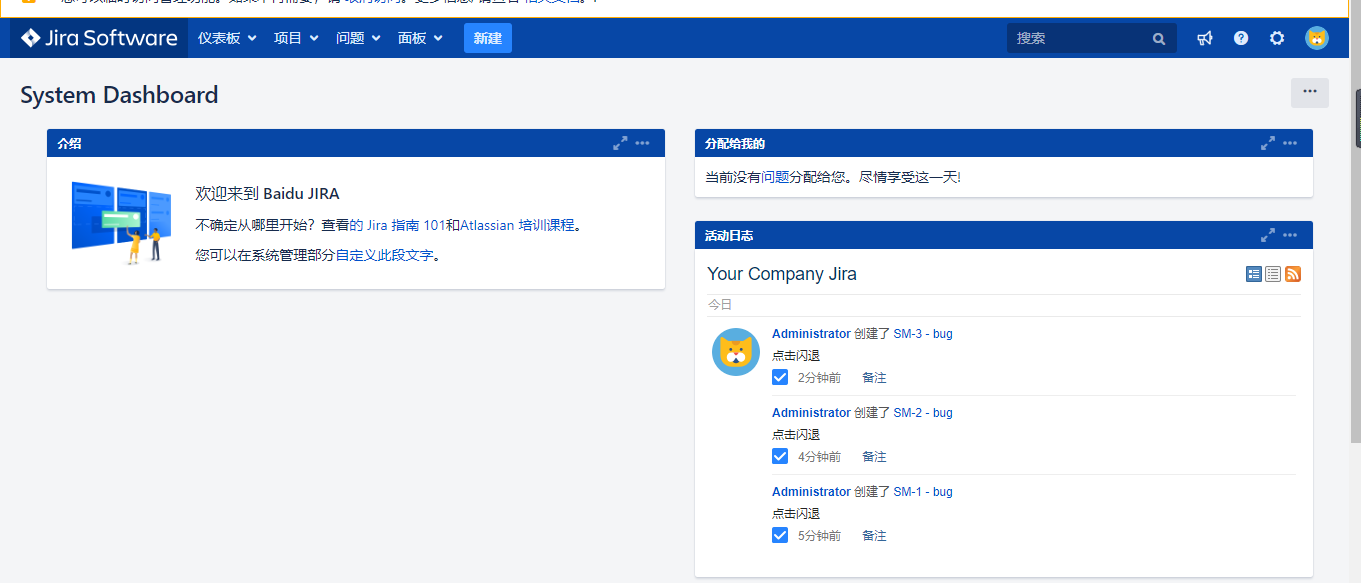 Jira Software 仪表板 项目 问题 面板 新建 搜索
System Dashboard
介绍
欢迎来到 Baidu JIRA
不确定从哪里开始？查看的 Jira 指南 101和Atlassian 培训课程。
您可以在系统管理部分自定义此段文字。
分配给我的
当前没有问题分配给您。尽情享受这一天!
活动日志
Your Company Jira
今日
Administrator 创建了 SM-3 - bug
点击闪退
2分钟前 备注
Administrator 创建了 SM-2 - bug
点击闪退
4分钟前 备注
Administrator 创建了 SM-1 - bug
点击闪退
5分钟前 备注